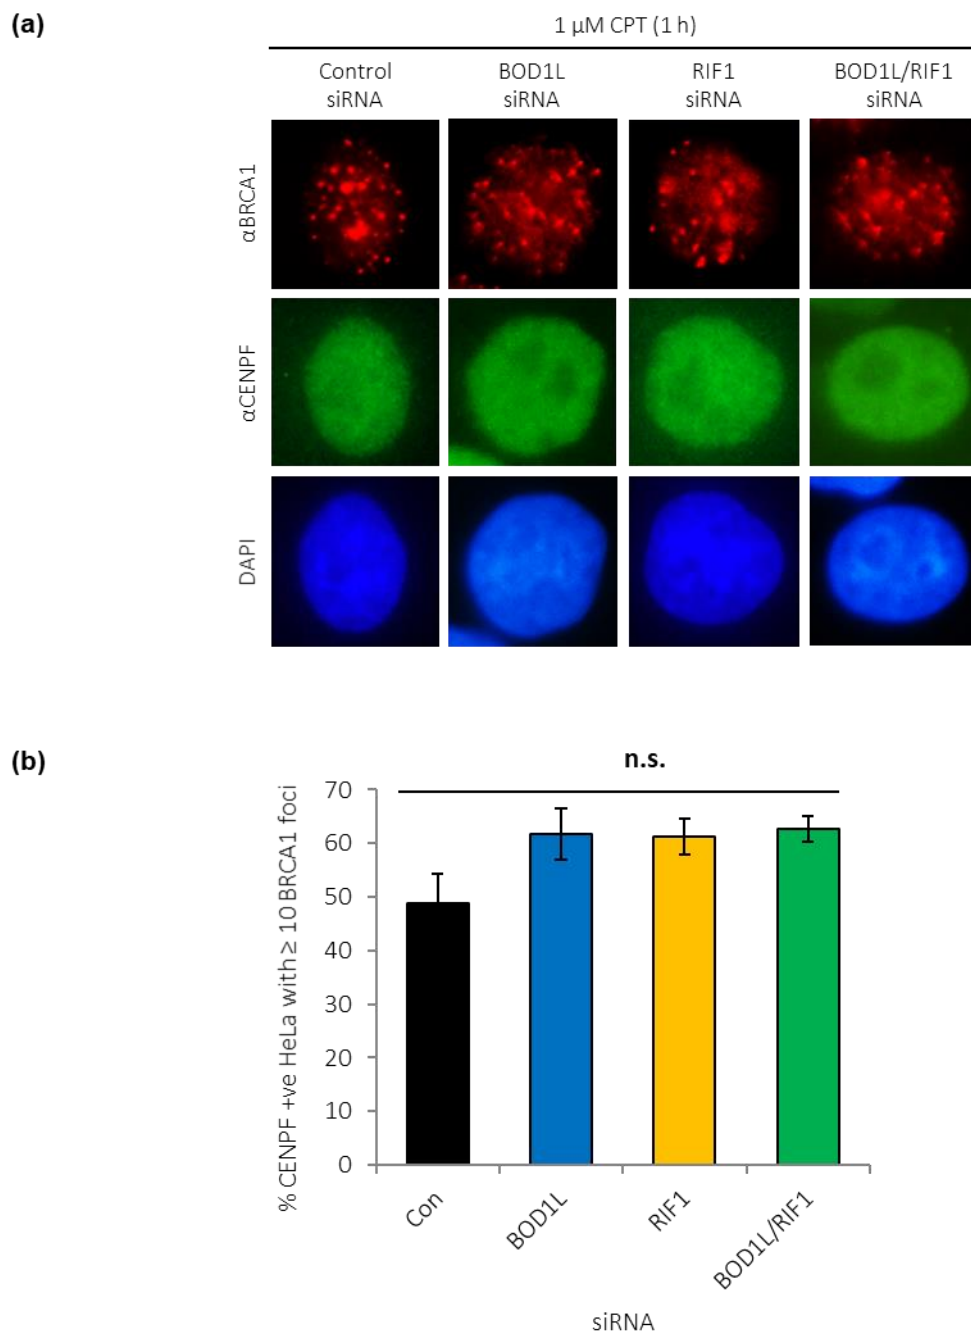 (a)
1 µM CPT (1 h)
Control
siRNA
BOD1L
siRNA
RIF1
siRNA
BOD1L/RIF1
siRNA
αBRCA1
αCENPF
DAPI
(b)
n.s.
% CENPF +ve HeLa with ≥ 10 BRCA1 foci
70
60
50
40
30
20
10
0
Con
BOD1L
RIF1
BOD1L/RIF1
siRNA